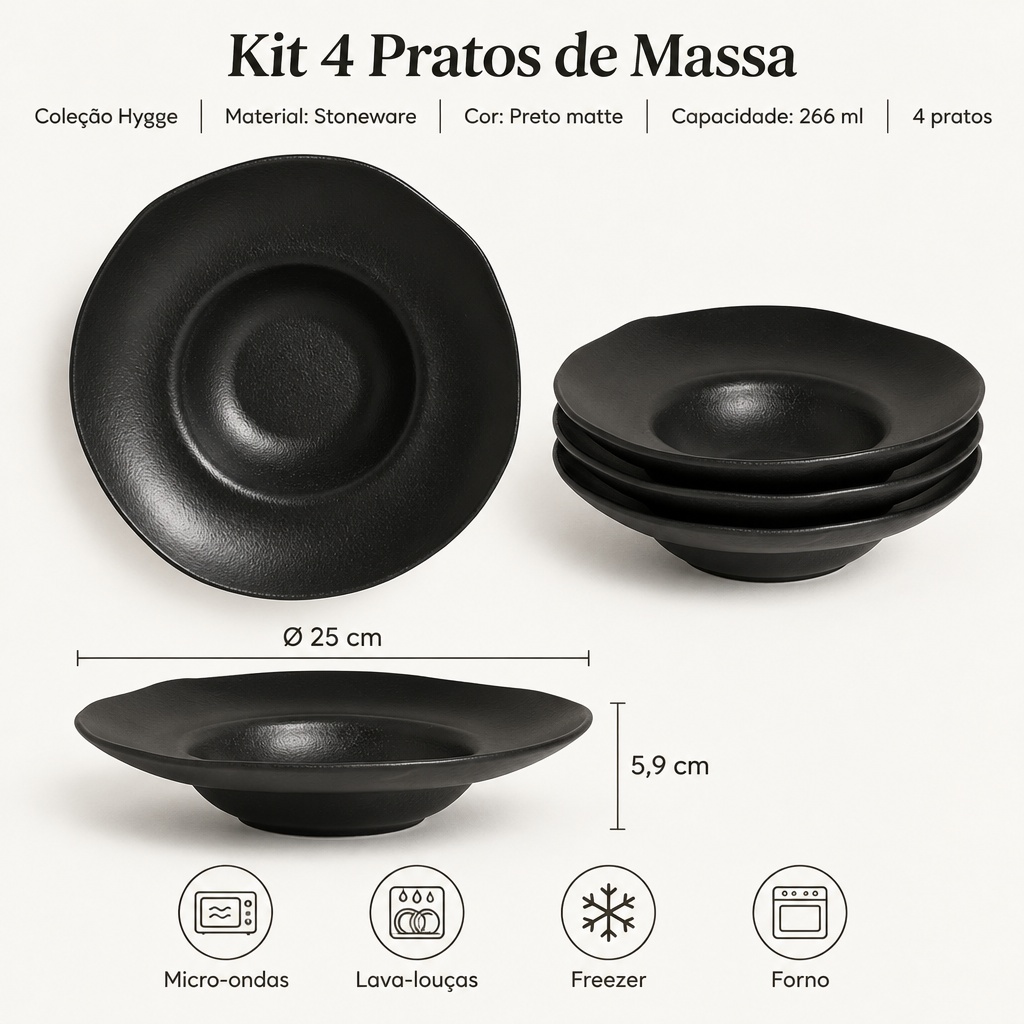 Kit 4 Pratos de Massa
Coleção Hygge | Material: Stoneware | Cor: Preto matte | Capacidade: 266 ml | 4 pratos
Ø 25 cm
5,9 cm
Micro-ondas Lava-louças Freezer Forno